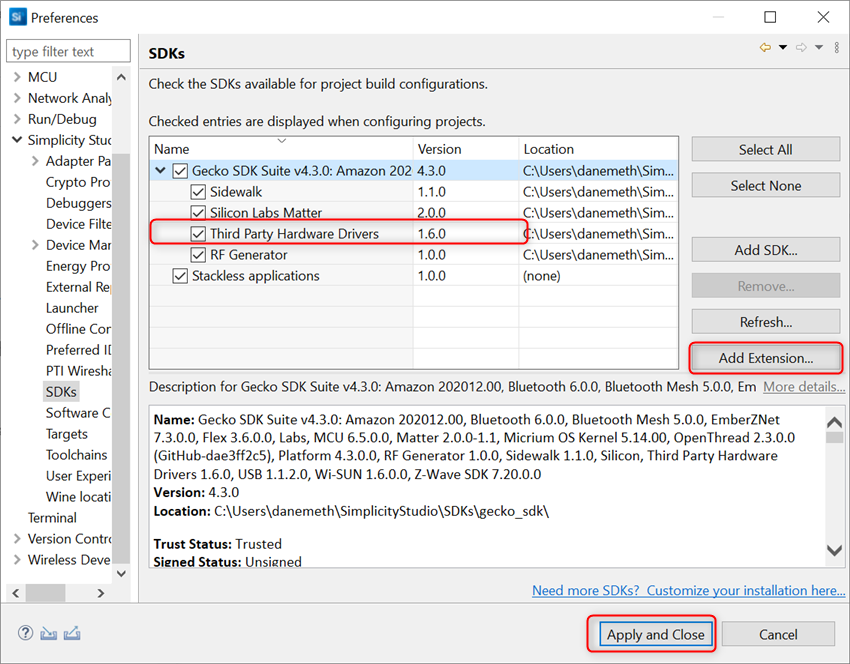 Preferences
type filter text
MCU
Network Analy
Run/Debug
Simplicity Stud
Adapter Pa
Crypto Pro
Debuggers
Device Filte
Device Man
Energy Pro
External Rep
Launcher
Offline Con
Preferred ID
PTI Wiresha
SDKs
Software C
Targets
Toolchains
User Experi
Wine locati
Terminal
Version Contro
Wireless Deve
SDKs
Check the SDKs available for project build configurations.
Checked entries are displayed when configuring projects.
Name Version Location
Gecko SDK Suite v4.3.0: Amazon 202 4.3.0 C:\Users\danemeth\Sim...
Sidewalk 1.1.0 C:\Users\danemeth\Sim...
Silicon Labs Matter 2.0.0 C:\Users\danemeth\Sim...
Third Party Hardware Drivers 1.6.0 C:\Users\danemeth\Sim...
RF Generator 1.0.0 C:\Users\danemeth\Sim...
Stackless applications 1.0.0 (none)
Select All
Select None
Add SDK...
Remove...
Refresh...
Add Extension...
Description for Gecko SDK Suite v4.3.0: Amazon 202012.00, Bluetooth 6.0.0, Bluetooth Mesh 5.0.0, Em More details...
Name: Gecko SDK Suite v4.3.0: Amazon 202012.00, Bluetooth 6.0.0, Bluetooth Mesh 5.0.0, EmberZNet
7.3.0.0, Flex 3.6.0.0, Labs, MCU 6.5.0.0, Matter 2.0.0-1.1, Micrium OS Kernel 5.14.00, OpenThread 2.3.0.0
(GitHub-dae3ff2c5), Platform 4.3.0.0, RF Generator 1.0.0, Sidewalk 1.1.0, Silicon, Third Party Hardware
Drivers 1.6.0, USB 1.1.2.0, Wi-SUN 1.6.0.0, Z-Wave SDK 7.20.0.0
Version: 4.3.0
Location: C:\Users\danemeth\SimplicityStudio\SDKs\gecko_sdk\
Trust Status: Trusted
Signed Status: Unsigned
Need more SDKs? Customize your installation here...
Apply and Close
Cancel